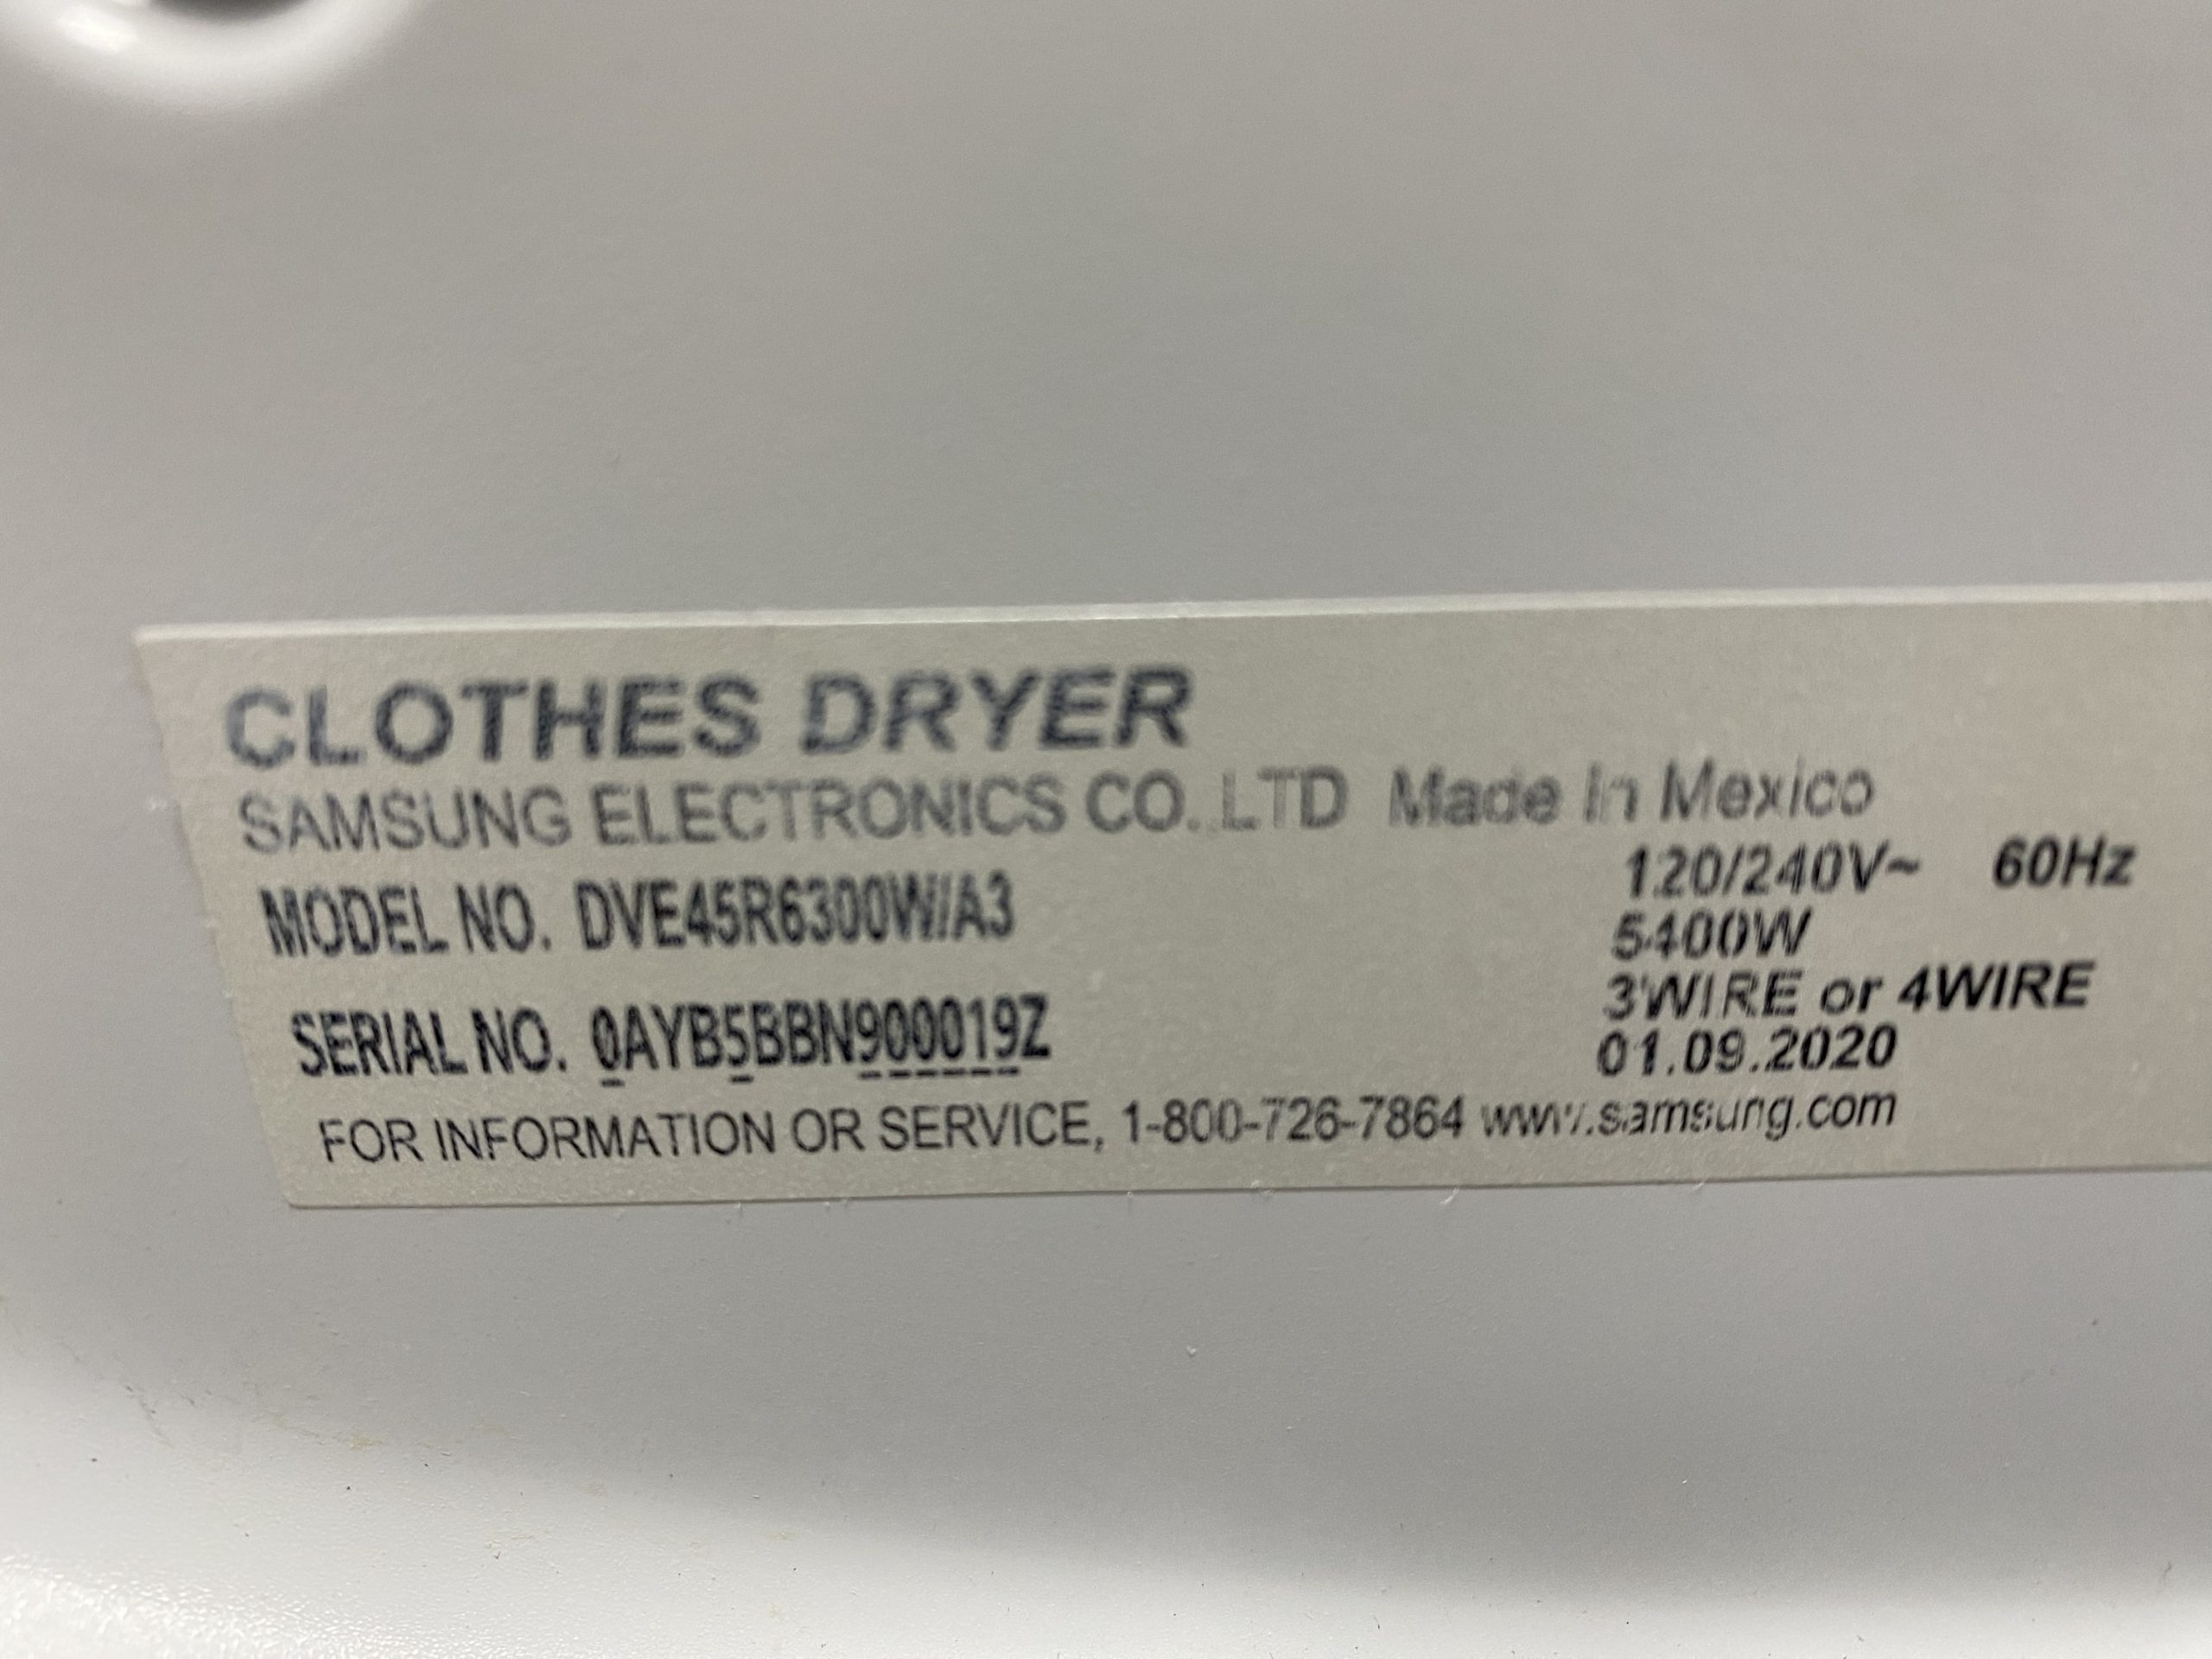 CLOTHES DRYER
SAMSUNG ELECTRONICS CO. LTD Made In Mexico
120/240V~ 60Hz
MODEL NO. DVE45R6300W/A3
5400W
3WIRE or 4WIRE
SERIAL NO. 0AYB5BBN900019Z
01.09.2020
FOR INFORMATION OR SERVICE, 1-800-726-7864 www.samsung.com